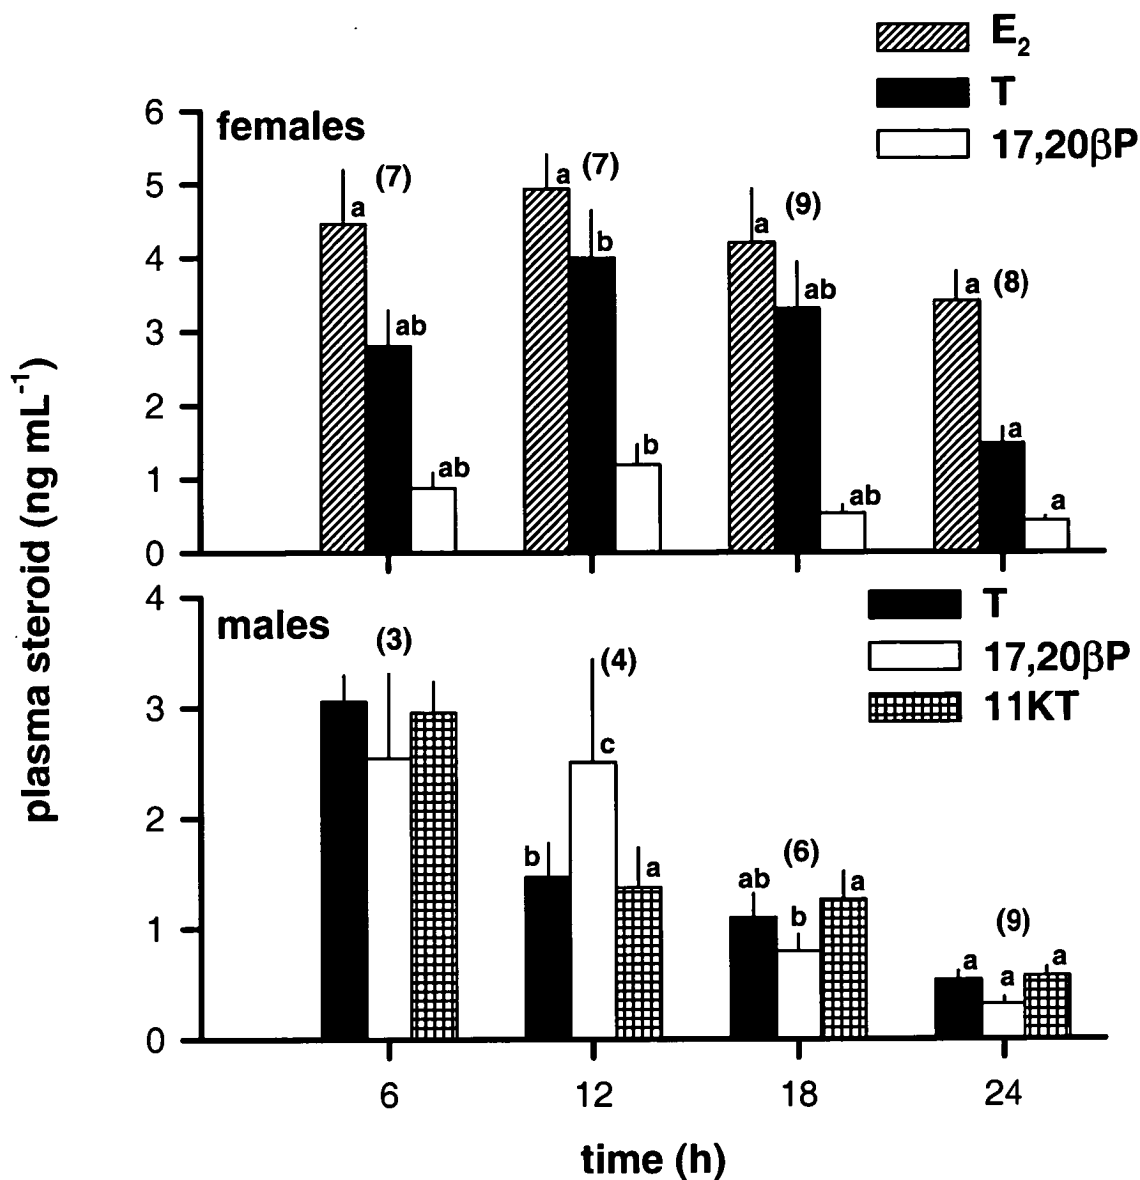 E₂
T
17,20βP
females
6
5
4
3
2
1
0
a (7)
ab
ab
a (7)
b
b
a (9)
ab
ab
a (8)
a
a
plasma steroid (ng mL⁻¹)
males
T
17,20βP
11KT
4
3
2
1
0
(3)
(4)
b
c
a
(6)
ab
b
a
(9)
a
a
a
6 12 18 24
time (h)